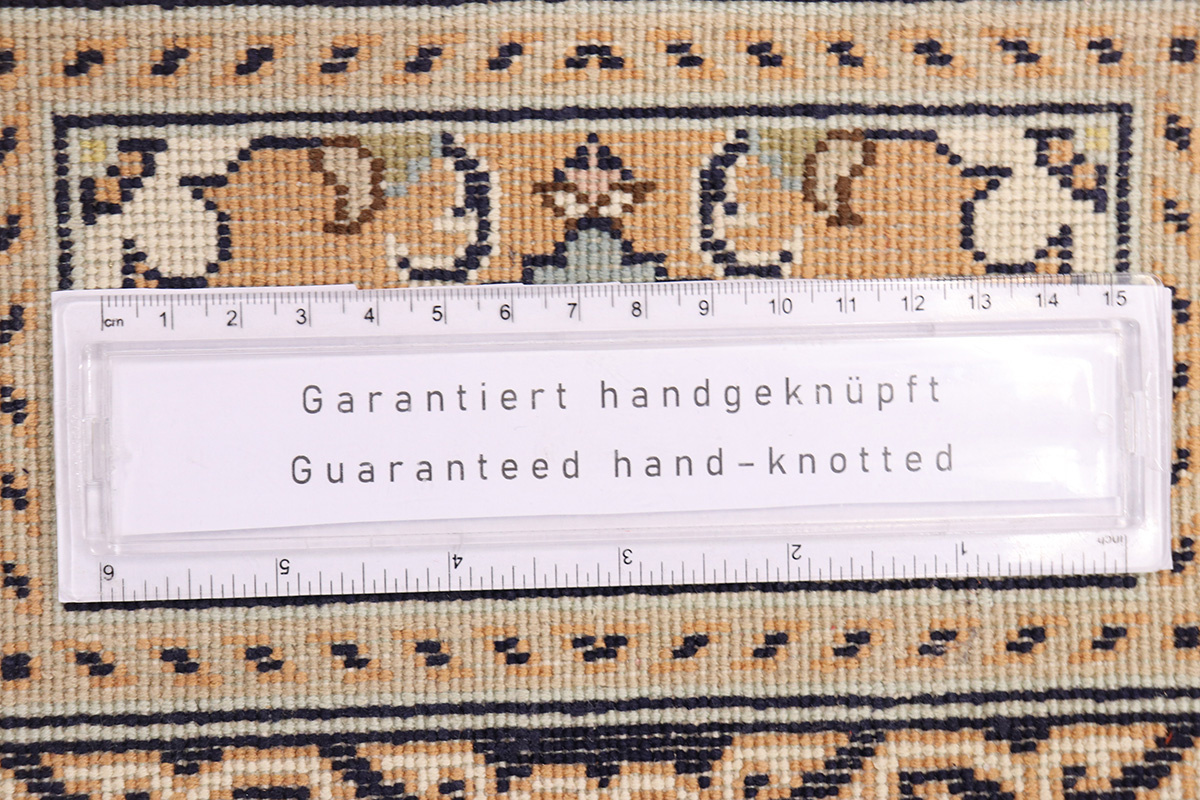 cm 1 2 3 4 5 6 7 8 9 10 11 12 13 14 15
Garantiert handgeknüpft
Guaranteed hand-knotted
6 5 4 3 2 1 inch